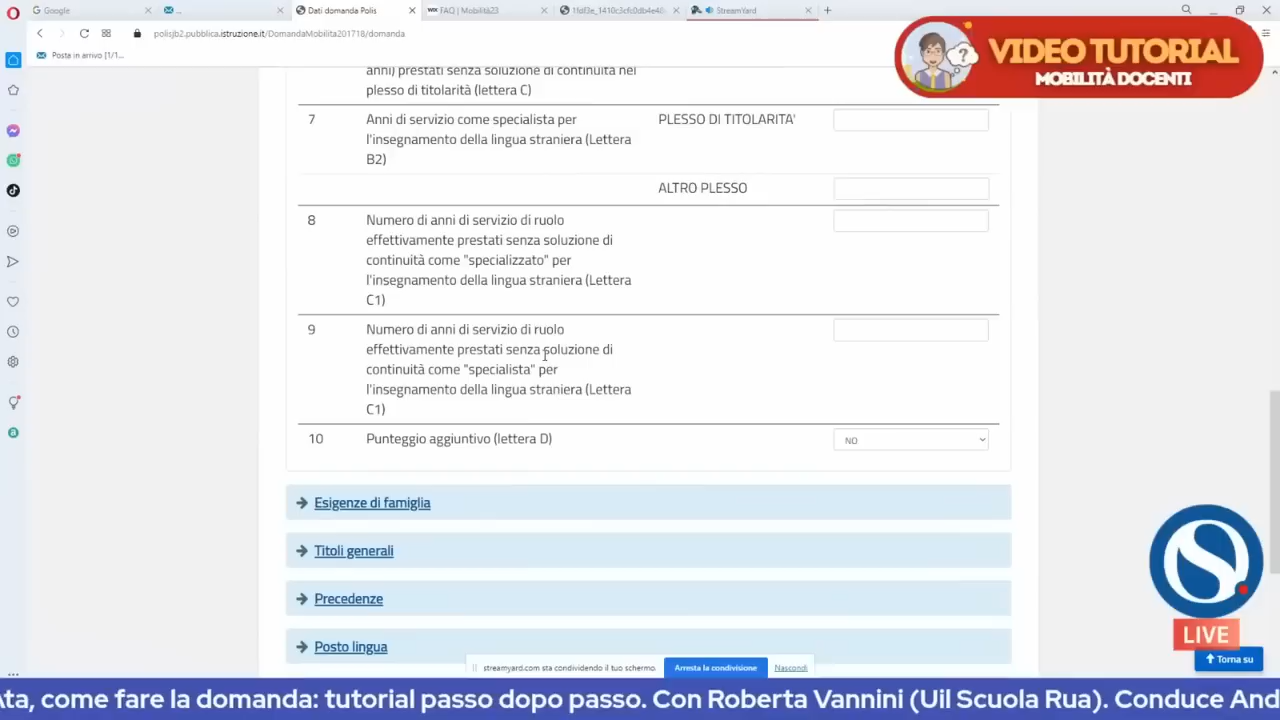 Google
Dati domanda Polis
FAQ | Mobilità23
StreamYard
polisjb2.pubblica.istruzione.it/DomandaMobilita201718/domanda
Posta in arrivo (1/1...
VIDEO TUTORIAL
MOBILITÀ DOCENTI
anni) prestati senza soluzione di continuità nel
plesso di titolarità (lettera C)
7 Anni di servizio come specialista per PLESSO DI TITOLARITA'
l'insegnamento della lingua straniera (Lettera
B2)
ALTRO PLESSO
8 Numero di anni di servizio di ruolo
effettivamente prestati senza soluzione di
continuità come "specializzato" per
l'insegnamento della lingua straniera (Lettera
C1)
9 Numero di anni di servizio di ruolo
effettivamente prestati senza soluzione di
continuità come "specialista" per
l'insegnamento della lingua straniera (Lettera
C1)
10 Punteggio aggiuntivo (lettera D) NO
Esigenze di famiglia
Titoli generali
Precedenze
Posto lingua
LIVE
streamyard.com sta condividendo il tuo schermo. Arresta la condivisione Nascondi
Torna su
Ata, come fare la domanda: tutorial passo dopo passo. Con Roberta Vannini (Uil Scuola Rua). Conduce And